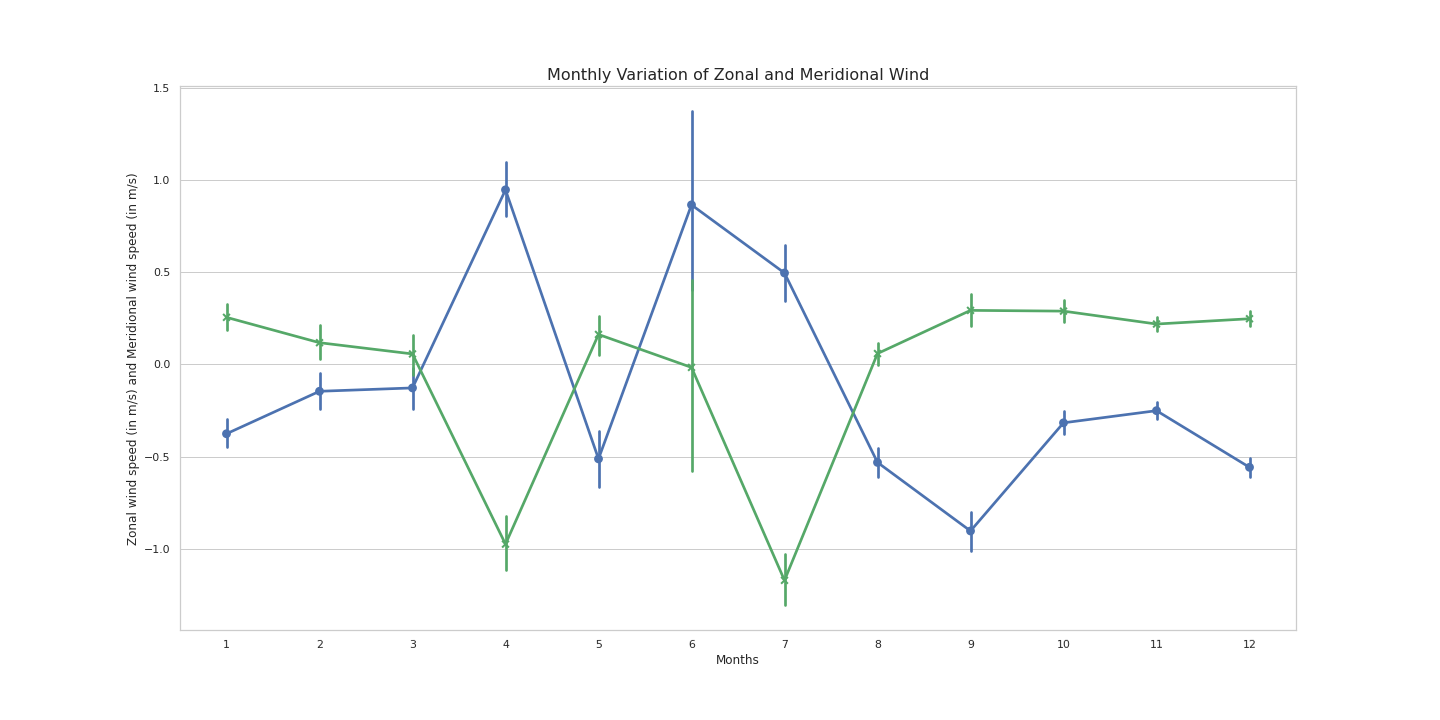 Monthly Variation of Zonal and Meridional Wind
Zonal wind speed (in m/s) and Meridional wind speed (in m/s)
1.5
1.0
0.5
0.0
−0.5
−1.0
1 2 3 4 5 6 7 8 9 10 11 12
Months